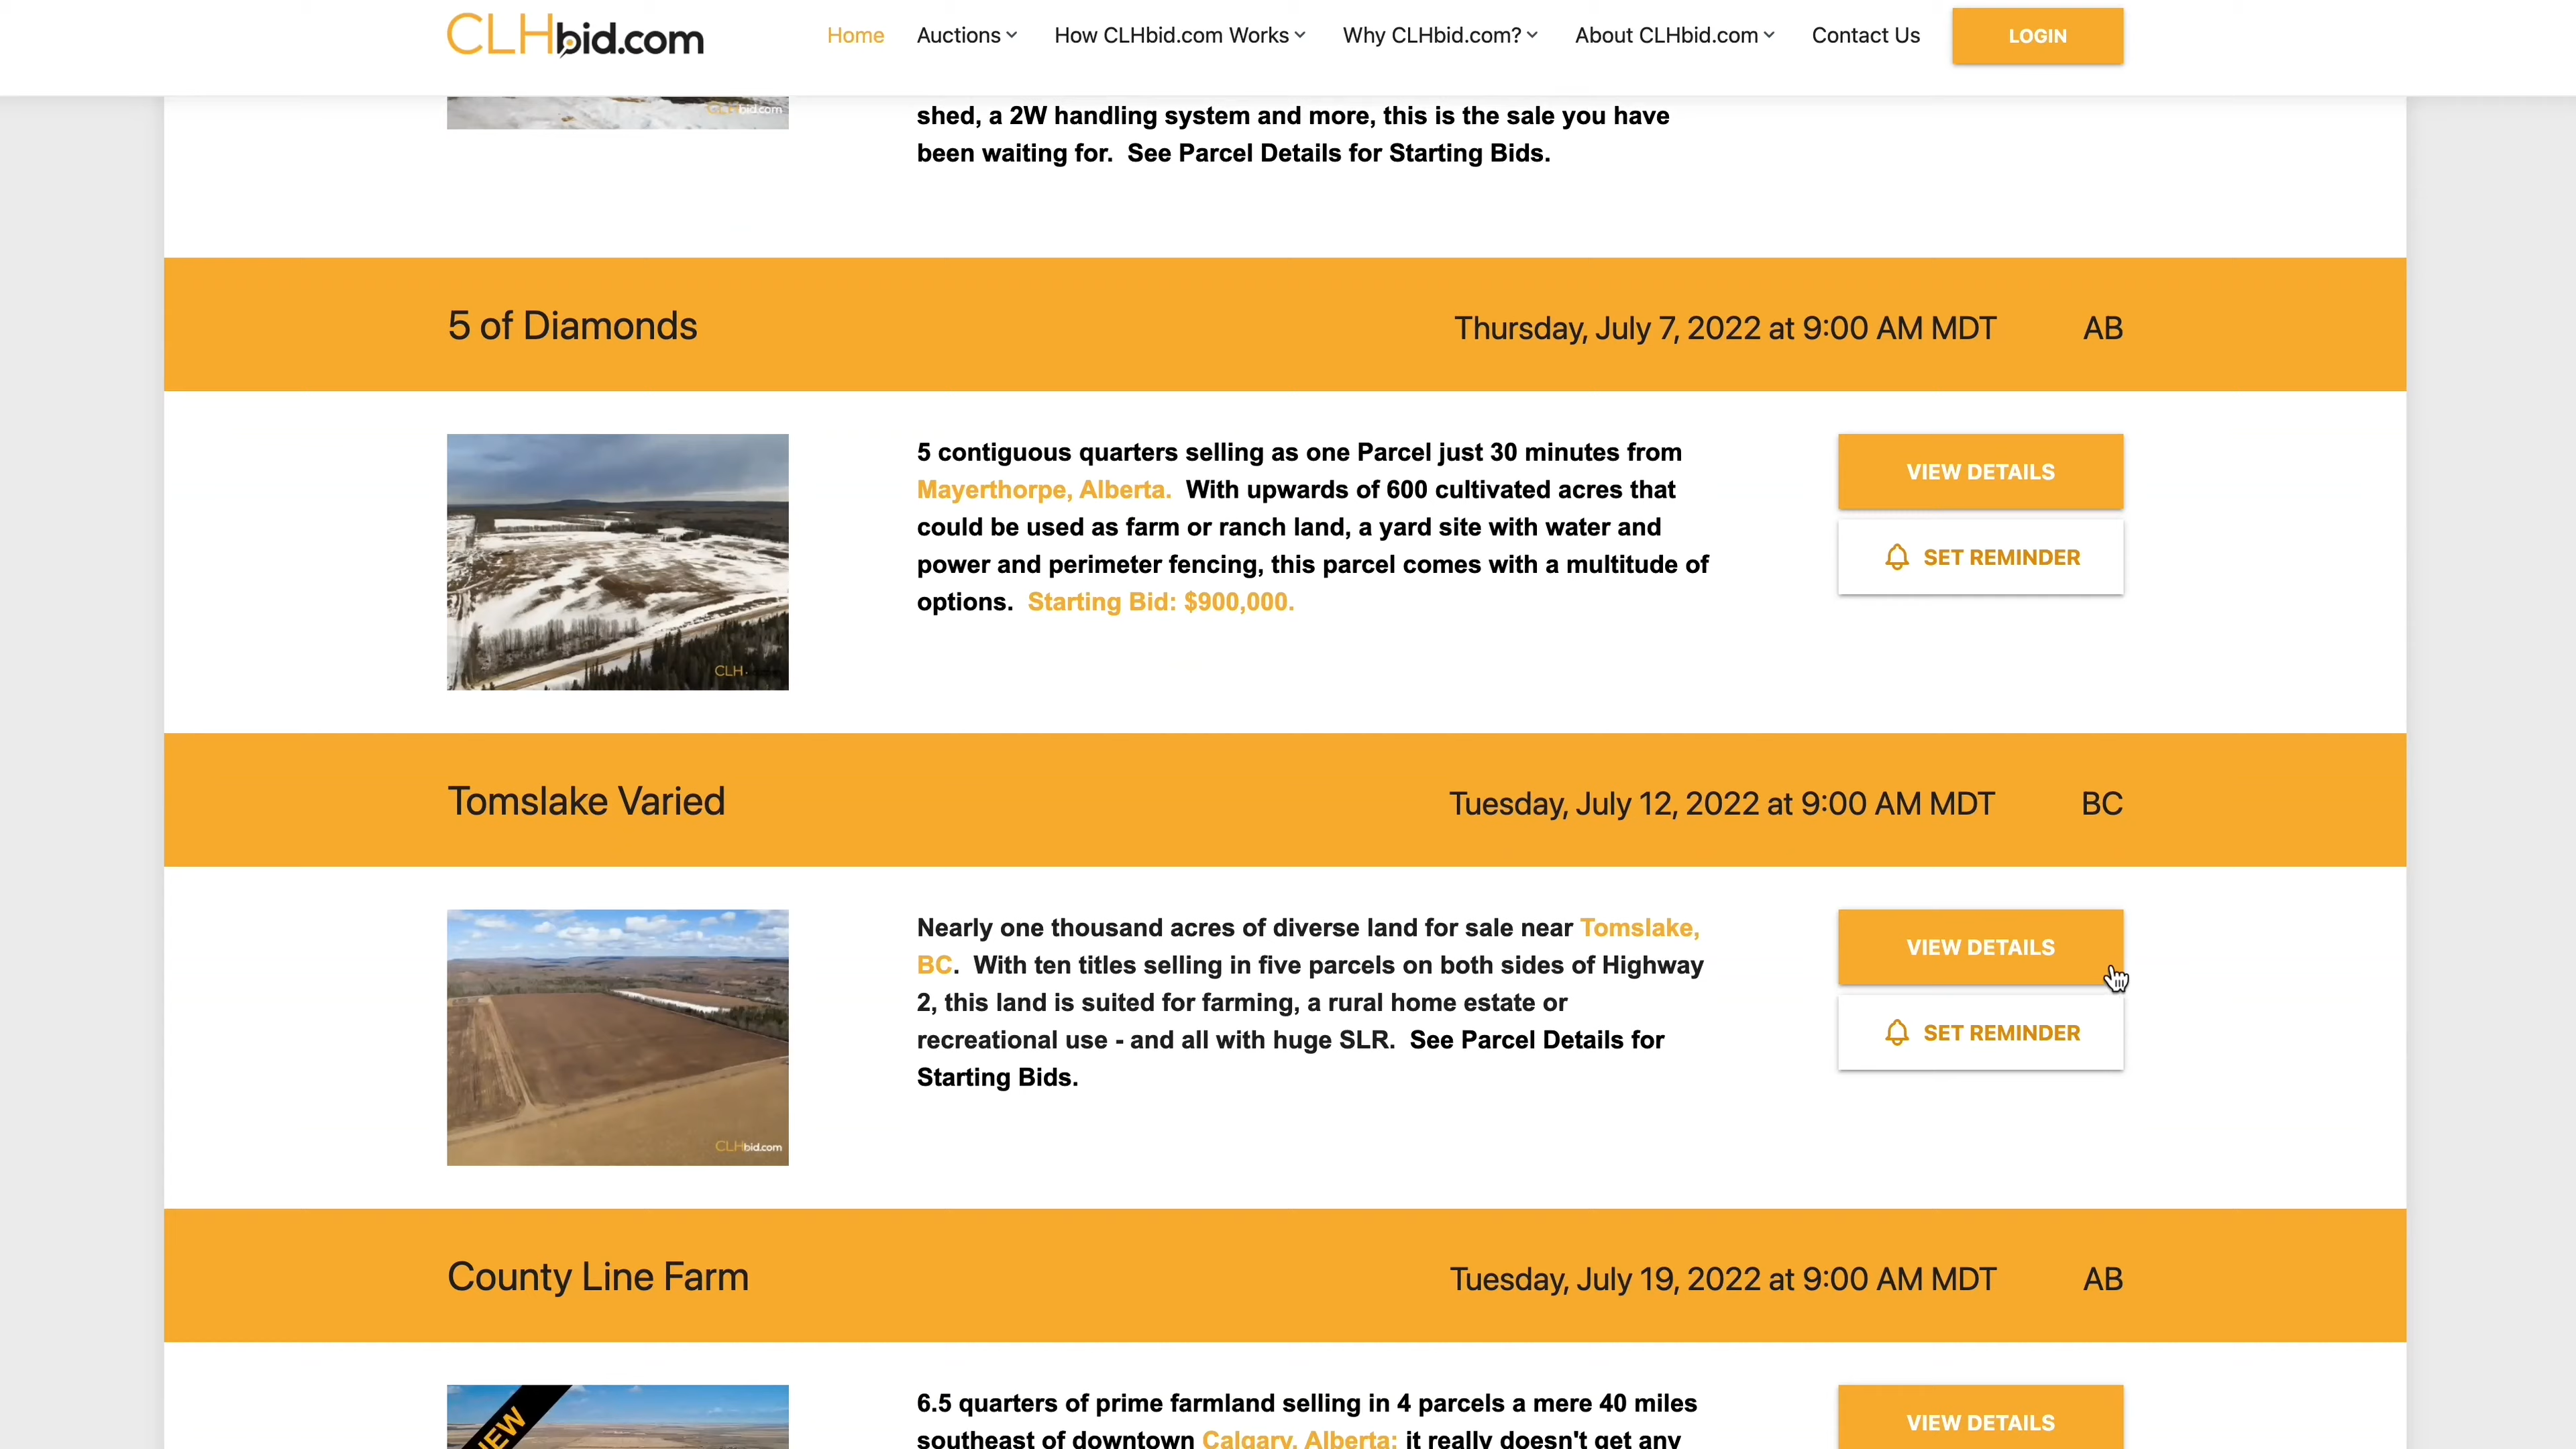 CLHbid.com
Home Auctions How CLHbid.com Works Why CLHbid.com? About CLHbid.com Contact Us LOGIN
CLHbid.com
shed, a 2W handling system and more, this is the sale you have
been waiting for. See Parcel Details for Starting Bids.
5 of Diamonds Thursday, July 7, 2022 at 9:00 AM MDT AB
5 contiguous quarters selling as one Parcel just 30 minutes from
Mayerthorpe, Alberta. With upwards of 600 cultivated acres that
could be used as farm or ranch land, a yard site with water and
power and perimeter fencing, this parcel comes with a multitude of
options. Starting Bid: $900,000.
VIEW DETAILS
SET REMINDER
CLH
Tomslake Varied Tuesday, July 12, 2022 at 9:00 AM MDT BC
Nearly one thousand acres of diverse land for sale near Tomslake,
BC. With ten titles selling in five parcels on both sides of Highway
2, this land is suited for farming, a rural home estate or
recreational use - and all with huge SLR. See Parcel Details for
Starting Bids.
VIEW DETAILS
SET REMINDER
CLHbid.com
County Line Farm Tuesday, July 19, 2022 at 9:00 AM MDT AB
NEW
6.5 quarters of prime farmland selling in 4 parcels a mere 40 miles
southeast of downtown Calgary, Alberta; it really doesn't get any
VIEW DETAILS